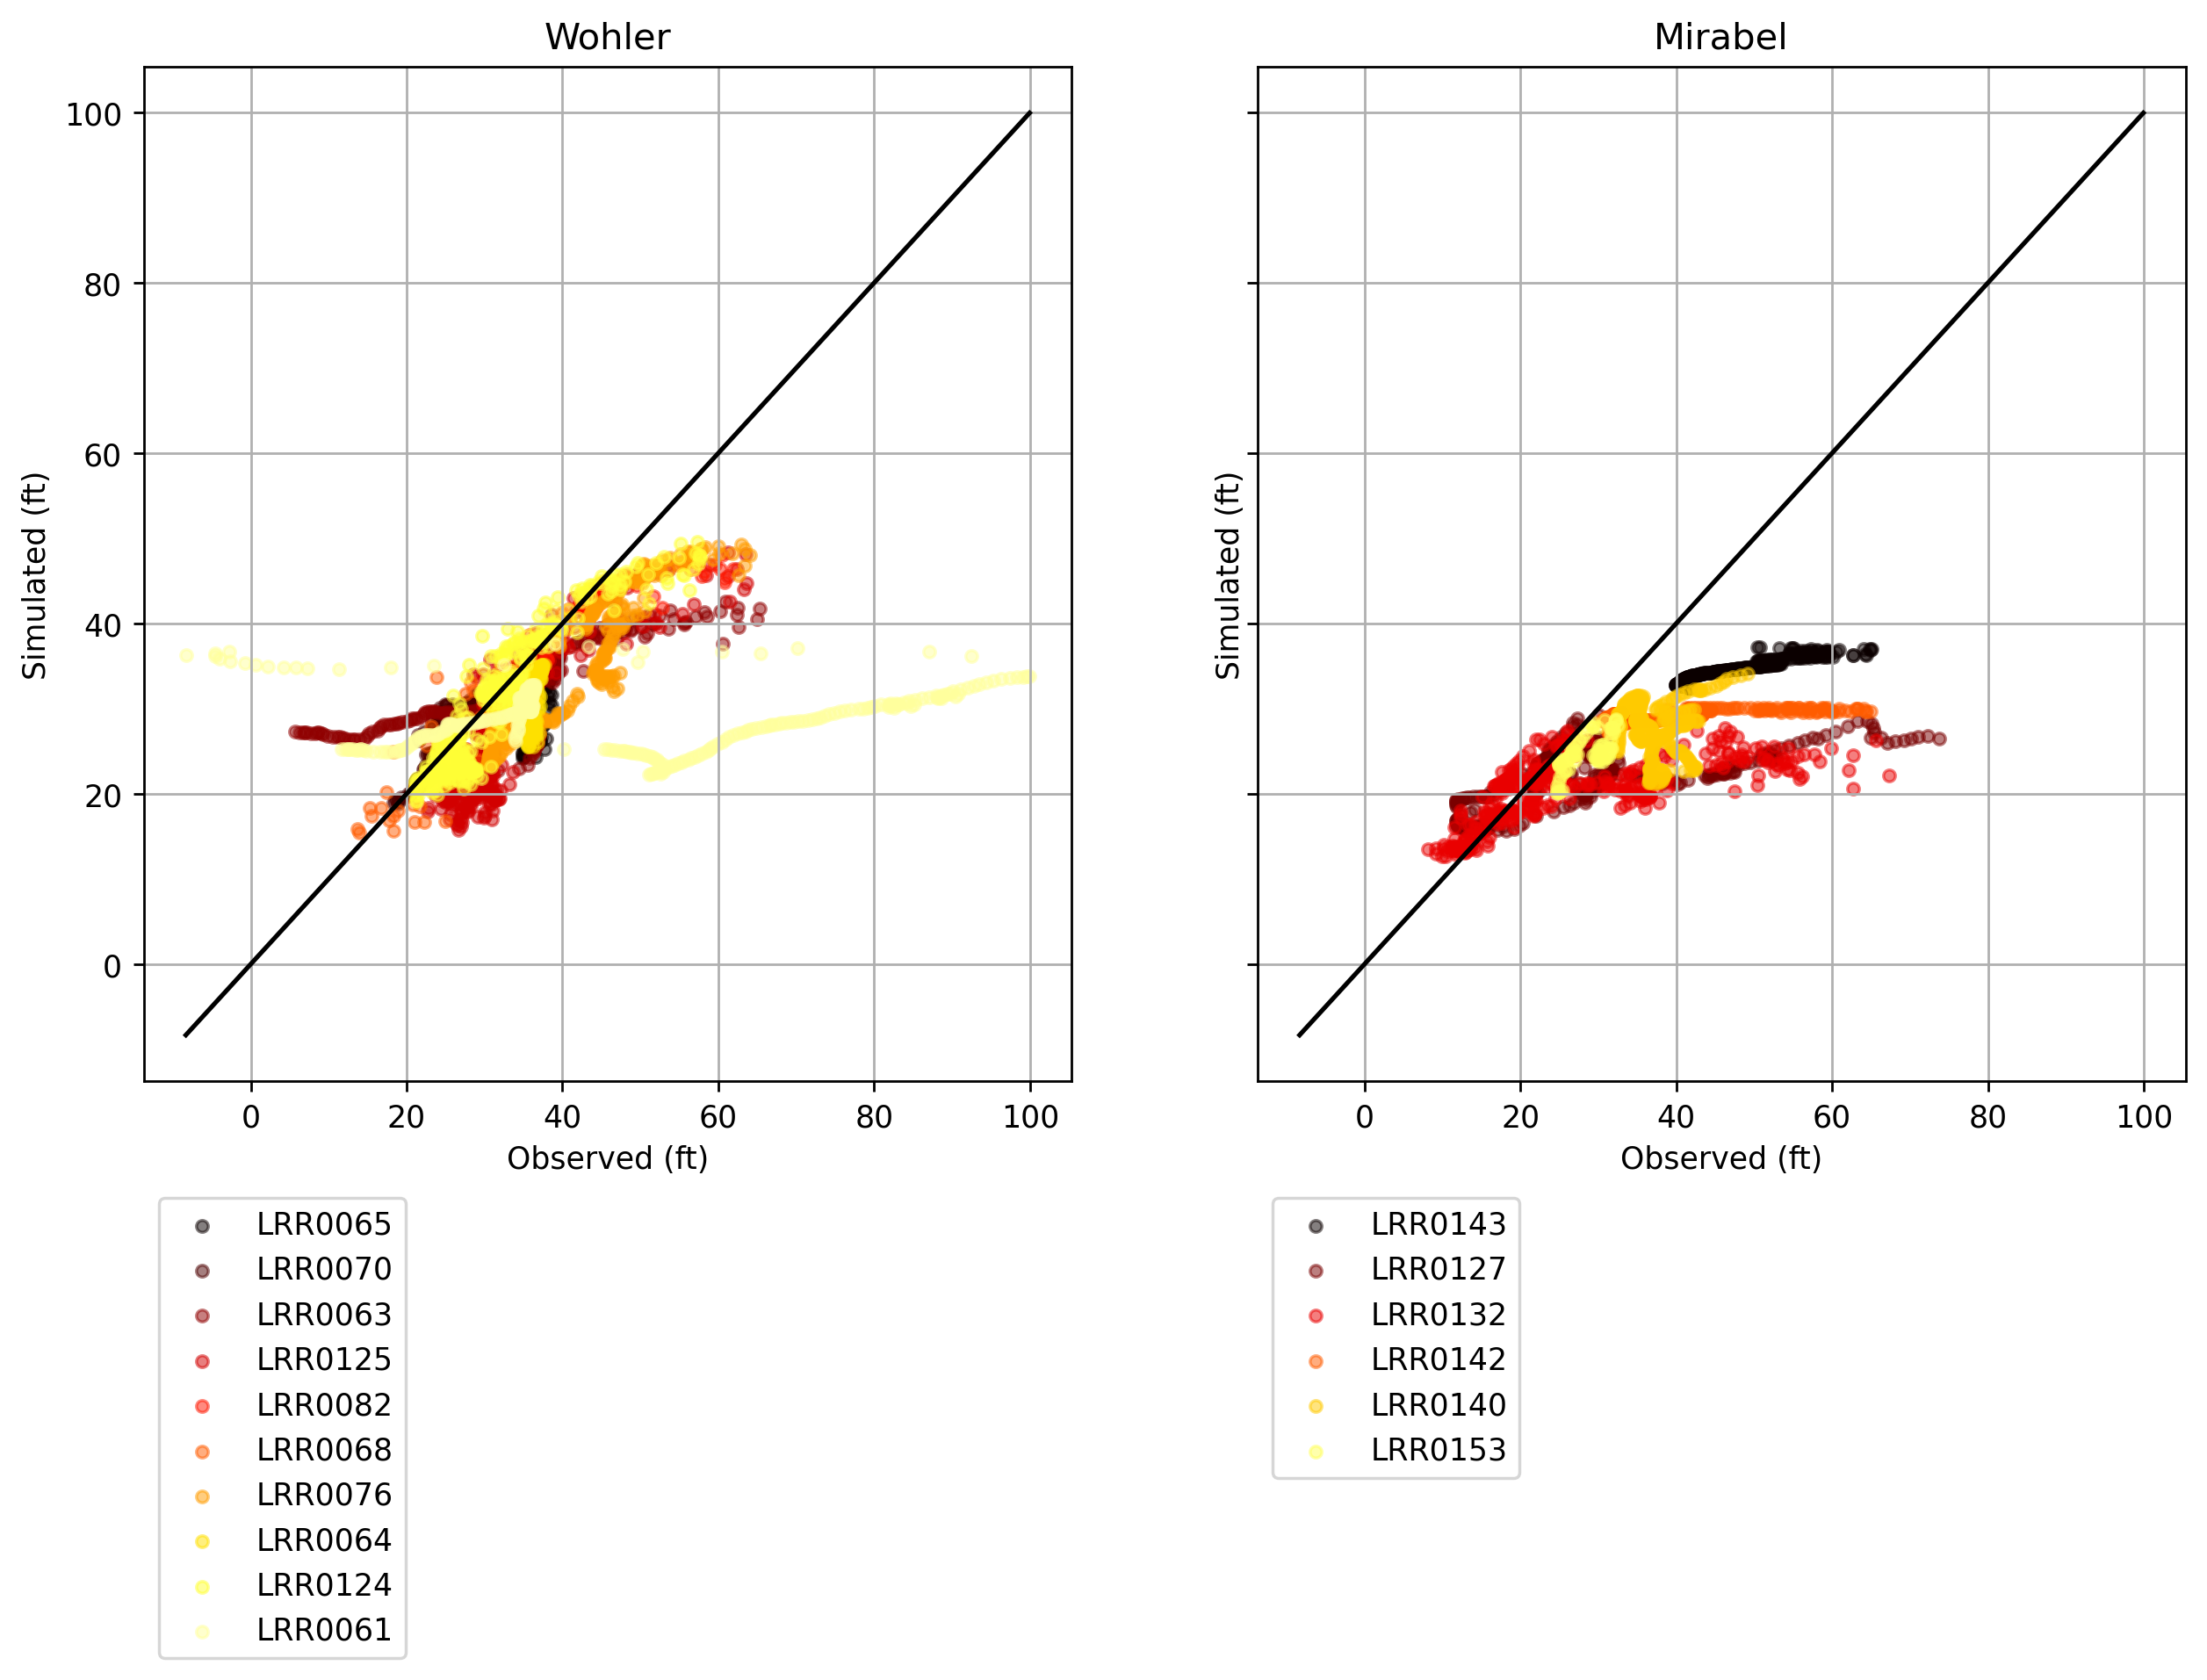 Wohler
Mirabel
100
80
60
40
20
0
Simulated (ft)
Simulated (ft)
0 20 40 60 80 100
0 20 40 60 80 100
Observed (ft)
Observed (ft)
LRR0065
LRR0070
LRR0063
LRR0125
LRR0082
LRR0068
LRR0076
LRR0064
LRR0124
LRR0061
LRR0143
LRR0127
LRR0132
LRR0142
LRR0140
LRR0153